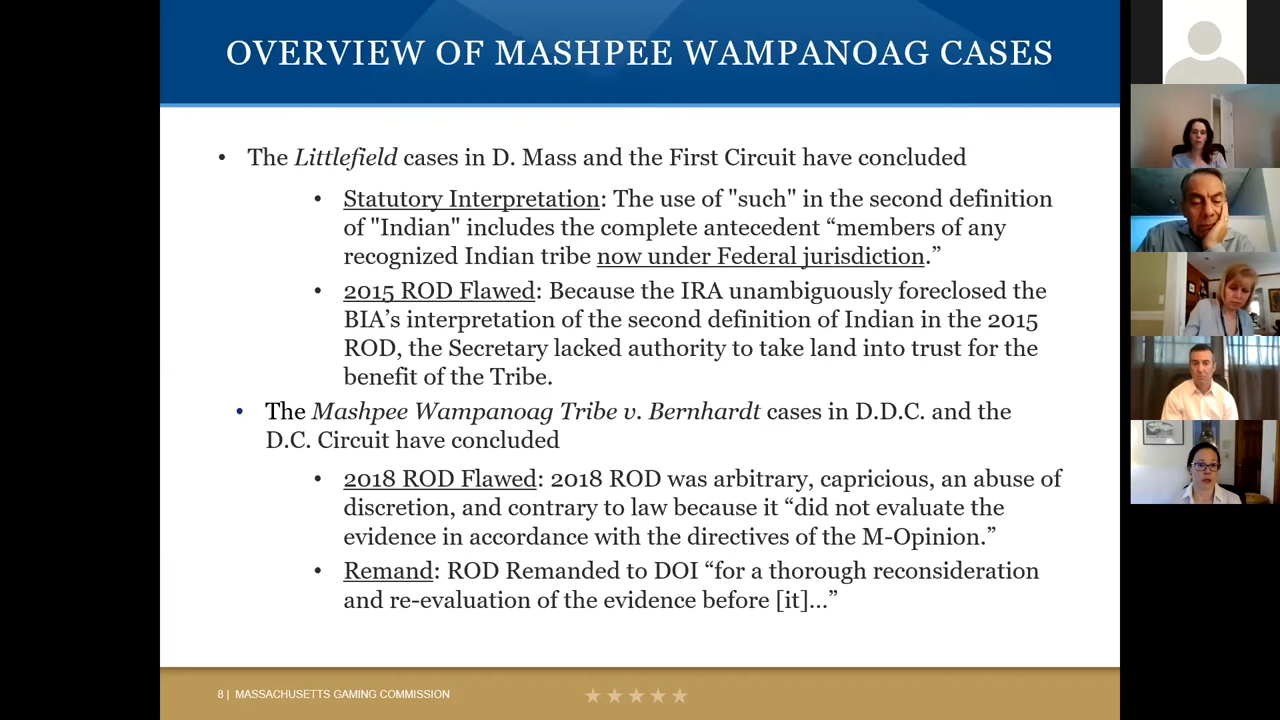 OVERVIEW OF MASHPEE WAMPANOAG CASES
• The Littlefield cases in D. Mass and the First Circuit have concluded
• Statutory Interpretation: The use of "such" in the second definition
of "Indian" includes the complete antecedent “members of any
recognized Indian tribe now under Federal jurisdiction.”
• 2015 ROD Flawed: Because the IRA unambiguously foreclosed the
BIA’s interpretation of the second definition of Indian in the 2015
ROD, the Secretary lacked authority to take land into trust for the
benefit of the Tribe.
• The Mashpee Wampanoag Tribe v. Bernhardt cases in D.D.C. and the
D.C. Circuit have concluded
• 2018 ROD Flawed: 2018 ROD was arbitrary, capricious, an abuse of
discretion, and contrary to law because it “did not evaluate the
evidence in accordance with the directives of the M-Opinion.”
• Remand: ROD Remanded to DOI “for a thorough reconsideration
and re-evaluation of the evidence before [it]…”
8 | MASSACHUSETTS GAMING COMMISSION